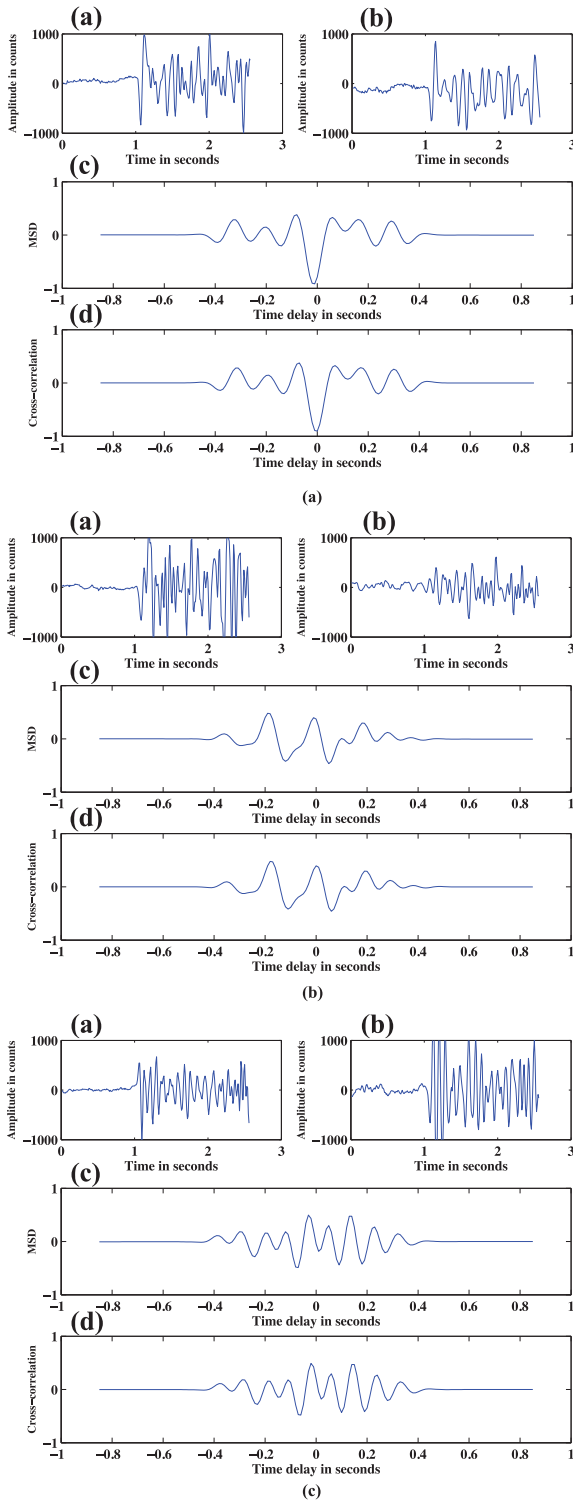 (a) (b)
Amplitude in counts
1000
0
−1000
0 1 2 3
Time in seconds
Amplitude in counts
1000
0
−1000
0 1 2 3
Time in seconds
(c)
MSD
1
0
−1
−1 −0.8 −0.6 −0.4 −0.2 0 0.2 0.4 0.6 0.8 1
Time delay in seconds
(d)
Cross−correlation
1
0
−1
−1 −0.8 −0.6 −0.4 −0.2 0 0.2 0.4 0.6 0.8 1
Time delay in seconds
(a)
(a) (b)
Amplitude in counts
1000
0
−1000
0 1 2 3
Time in seconds
Amplitude in counts
1000
0
−1000
0 1 2 3
Time in seconds
(c)
MSD
1
0
−1
−1 −0.8 −0.6 −0.4 −0.2 0 0.2 0.4 0.6 0.8 1
Time delay in seconds
(d)
Cross−correlation
1
0
−1
−1 −0.8 −0.6 −0.4 −0.2 0 0.2 0.4 0.6 0.8 1
Time delay in seconds
(b)
(a) (b)
Amplitude in counts
1000
0
−1000
0 1 2 3
Time in seconds
Amplitude in counts
1000
0
−1000
0 1 2 3
Time in seconds
(c)
MSD
1
0
−1
−1 −0.8 −0.6 −0.4 −0.2 0 0.2 0.4 0.6 0.8 1
Time delay in seconds
(d)
Cross−correlation
1
0
−1
−1 −0.8 −0.6 −0.4 −0.2 0 0.2 0.4 0.6 0.8 1
Time delay in seconds
(c)